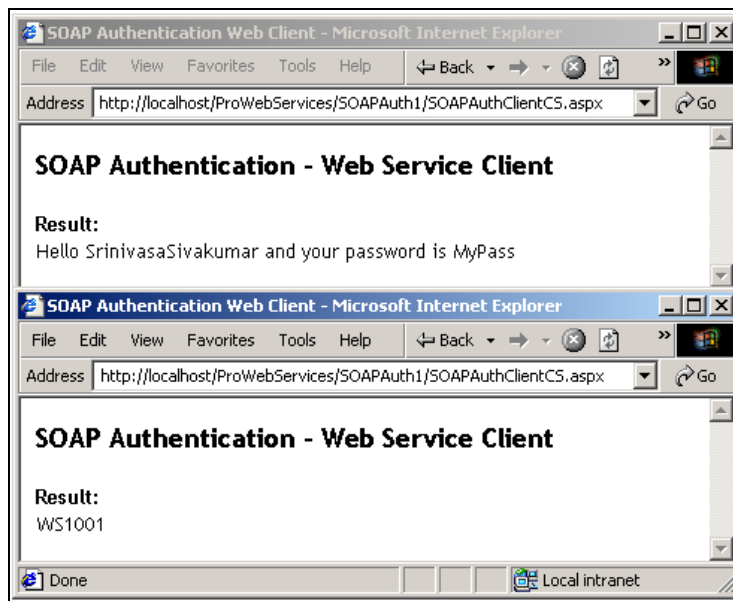 SOAP Authentication Web Client - Microsoft Internet Explorer
File Edit View Favorites Tools Help Back »
Address http://localhost/ProWebServices/SOAPAuth1/SOAPAuthClientCS.aspx Go
SOAP Authentication - Web Service Client
Result:
Hello SrinivasaSivakumar and your password is MyPass
SOAP Authentication Web Client - Microsoft Internet Explorer
File Edit View Favorites Tools Help Back »
Address http://localhost/ProWebServices/SOAPAuth1/SOAPAuthClientCS.aspx Go
SOAP Authentication - Web Service Client
Result:
WS1001
Done Local intranet